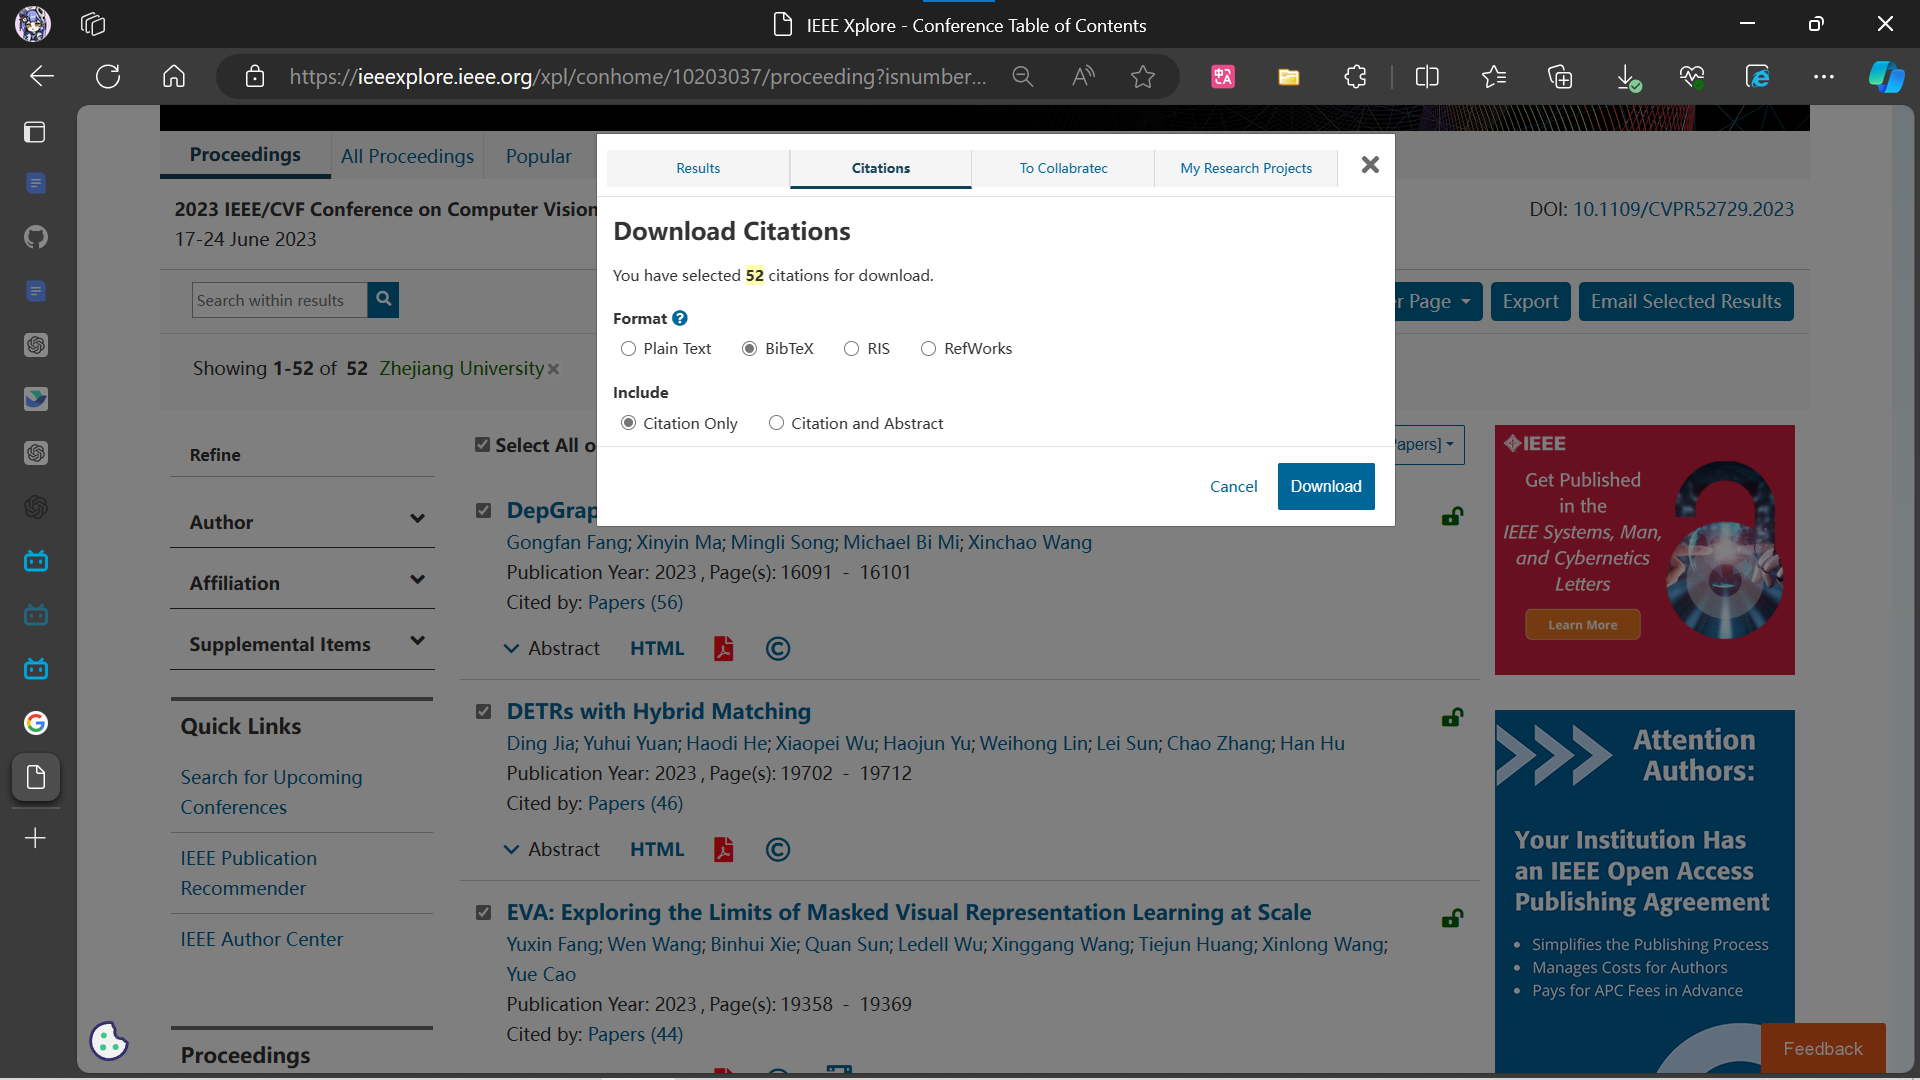 IEEE Xplore - Conference Table of Contents
https://ieeexplore.ieee.org/xpl/conhome/10203037/proceeding?isnumber...
Proceedings
All Proceedings
Popular
2023 IEEE/CVF Conference on Computer Vision
17-24 June 2023
DOI: 10.1109/CVPR52729.2023
Search within results
r Page
Export
Email Selected Results
Showing 1-52 of 52 Zhejiang University
Results
Citations
To Collabratec
My Research Projects
Download Citations
You have selected 52 citations for download.
Format
Plain Text
BibTeX
RIS
RefWorks
Include
Citation Only
Citation and Abstract
Cancel
Download
Refine
Author
Affiliation
Supplemental Items
Quick Links
Search for Upcoming
Conferences
IEEE Publication
Recommender
IEEE Author Center
Proceedings
Select All o
apers]
DepGrap
Gongfan Fang; Xinyin Ma; Mingli Song; Michael Bi Mi; Xinchao Wang
Publication Year: 2023 , Page(s): 16091 - 16101
Cited by: Papers (56)
Abstract
HTML
DETRs with Hybrid Matching
Ding Jia; Yuhui Yuan; Haodi He; Xiaopei Wu; Haojun Yu; Weihong Lin; Lei Sun; Chao Zhang; Han Hu
Publication Year: 2023 , Page(s): 19702 - 19712
Cited by: Papers (46)
Abstract
HTML
EVA: Exploring the Limits of Masked Visual Representation Learning at Scale
Yuxin Fang; Wen Wang; Binhui Xie; Quan Sun; Ledell Wu; Xinggang Wang; Tiejun Huang; Xinlong Wang;
Yue Cao
Publication Year: 2023 , Page(s): 19358 - 19369
Cited by: Papers (44)
IEEE
Get Published
in the
IEEE Systems, Man,
and Cybernetics
Letters
Learn More
Attention
Authors:
Your Institution Has
an IEEE Open Access
Publishing Agreement
• Simplifies the Publishing Process
• Manages Costs for Authors
• Pays for APC Fees in Advance
Feedback